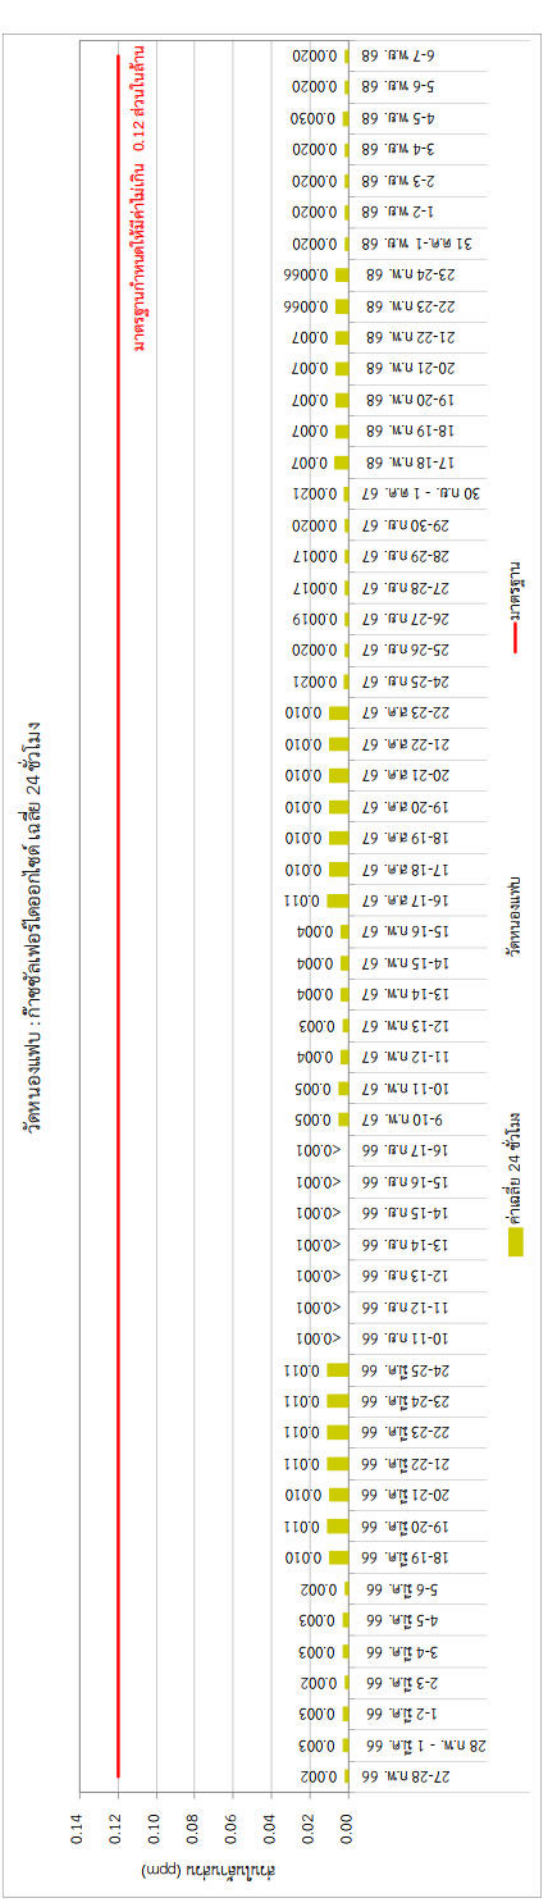 วัดหนองแฟบ : ก๊าซซัลเฟอร์ไดออกไซด์ เฉลี่ย 24 ชั่วโมง
มาตรฐานกำหนดให้มีค่าไม่เกิน 0.12 ส่วนในล้าน
ส่วนในล้านส่วน (ppm)
0.14
0.12
0.10
0.08
0.06
0.04
0.02
0.00
0.002
0.003
0.003
0.002
0.003
0.003
0.002
0.010
0.011
0.010
0.011
0.011
0.011
0.011
<0.001
<0.001
<0.001
<0.001
<0.001
<0.001
<0.001
0.005
0.005
0.004
0.003
0.004
0.004
0.004
0.011
0.010
0.010
0.010
0.010
0.010
0.010
0.0021
0.0020
0.0019
0.0017
0.0017
0.0020
0.0021
0.007
0.007
0.007
0.007
0.007
0.0066
0.0066
0.0020
0.0020
0.0020
0.0020
0.0030
0.0020
0.0020
27-28 ก.พ. 66
28 ก.พ. - 1 มี.ค. 66
1-2 มี.ค. 66
2-3 มี.ค. 66
3-4 มี.ค. 66
4-5 มี.ค. 66
5-6 มี.ค. 66
18-19 มี.ค. 66
19-20 มี.ค. 66
20-21 มี.ค. 66
21-22 มี.ค. 66
22-23 มี.ค. 66
23-24 มี.ค. 66
24-25 มี.ค. 66
10-11 ก.ย. 66
11-12 ก.ย. 66
12-13 ก.ย. 66
13-14 ก.ย. 66
14-15 ก.ย. 66
15-16 ก.ย. 66
16-17 ก.ย. 66
9-10 ก.พ. 67
10-11 ก.พ. 67
11-12 ก.พ. 67
12-13 ก.พ. 67
13-14 ก.พ. 67
14-15 ก.พ. 67
15-16 ก.พ. 67
16-17 ส.ค. 67
17-18 ส.ค. 67
18-19 ส.ค. 67
19-20 ส.ค. 67
20-21 ส.ค. 67
21-22 ส.ค. 67
22-23 ส.ค. 67
24-25 ก.ย. 67
25-26 ก.ย. 67
26-27 ก.ย. 67
27-28 ก.ย. 67
28-29 ก.ย. 67
29-30 ก.ย. 67
30 ก.ย. - 1 ต.ค. 67
17-18 ก.พ. 68
18-19 ก.พ. 68
19-20 ก.พ. 68
20-21 ก.พ. 68
21-22 ก.พ. 68
22-23 ก.พ. 68
23-24 ก.พ. 68
31 ต.ค.-1 พ.ย. 68
1-2 พ.ย. 68
2-3 พ.ย. 68
3-4 พ.ย. 68
4-5 พ.ย. 68
5-6 พ.ย. 68
6-7 พ.ย. 68
ค่าเฉลี่ย 24 ชั่วโมง
วัดหนองแฟบ
มาตรฐาน